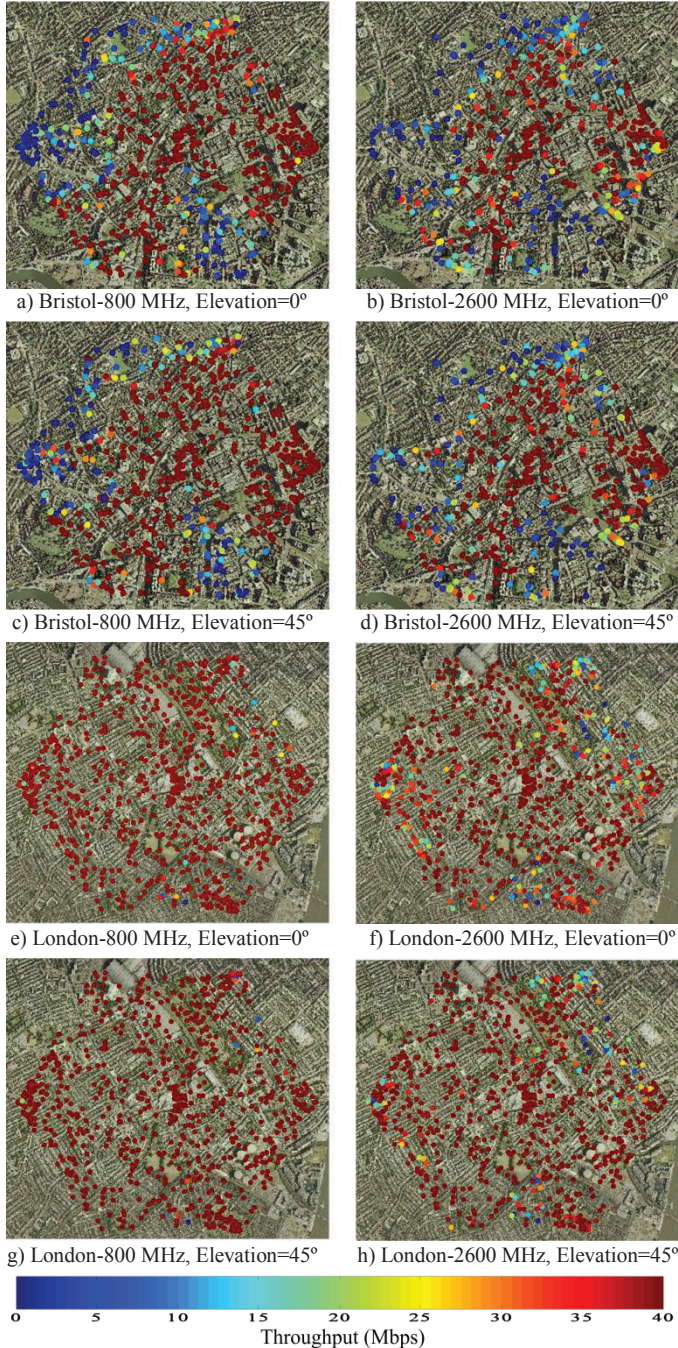 a) Bristol-800 MHz, Elevation=0º
b) Bristol-2600 MHz, Elevation=0º
c) Bristol-800 MHz, Elevation=45º
d) Bristol-2600 MHz, Elevation=45º
e) London-800 MHz, Elevation=0º
f) London-2600 MHz, Elevation=0º
g) London-800 MHz, Elevation=45º
h) London-2600 MHz, Elevation=45º
0 5 10 15 20 25 30 35 40
Throughput (Mbps)